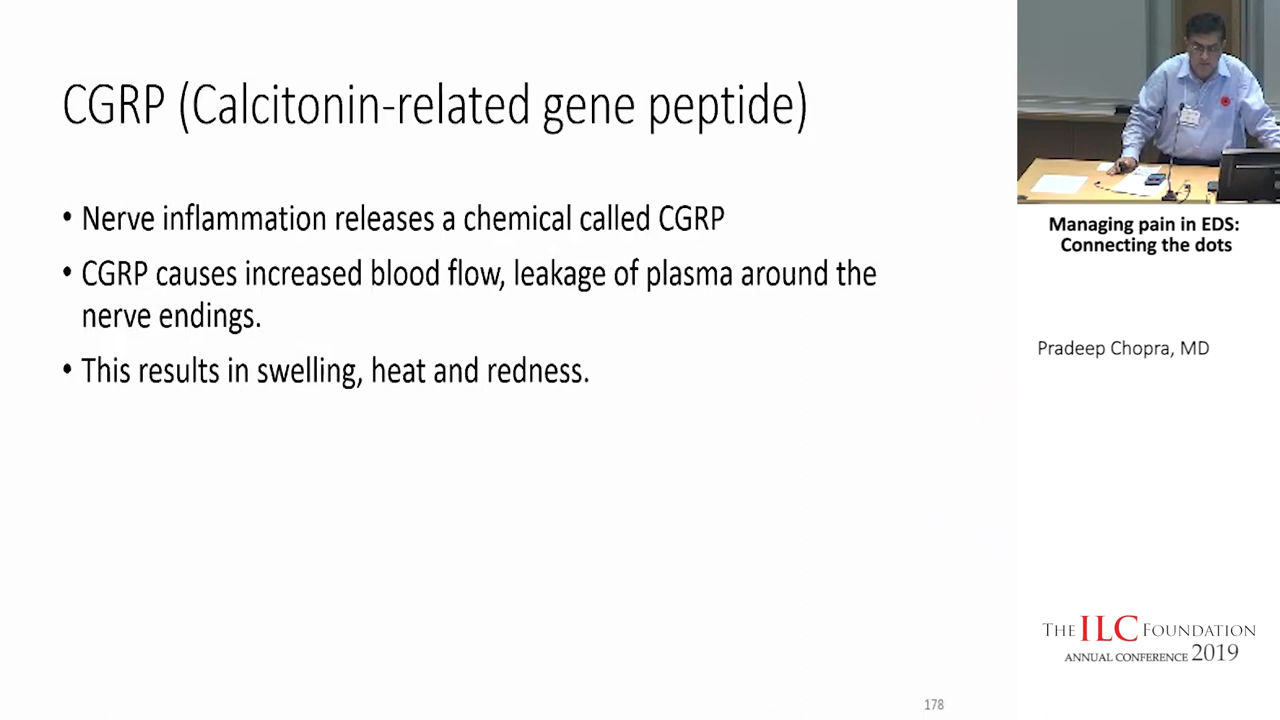 CGRP (Calcitonin-related gene peptide)
• Nerve inflammation releases a chemical called CGRP
• CGRP causes increased blood flow, leakage of plasma around the
nerve endings.
• This results in swelling, heat and redness.
178
Managing pain in EDS:
Connecting the dots
Pradeep Chopra, MD
THE ILC FOUNDATION
ANNUAL CONFERENCE 2019